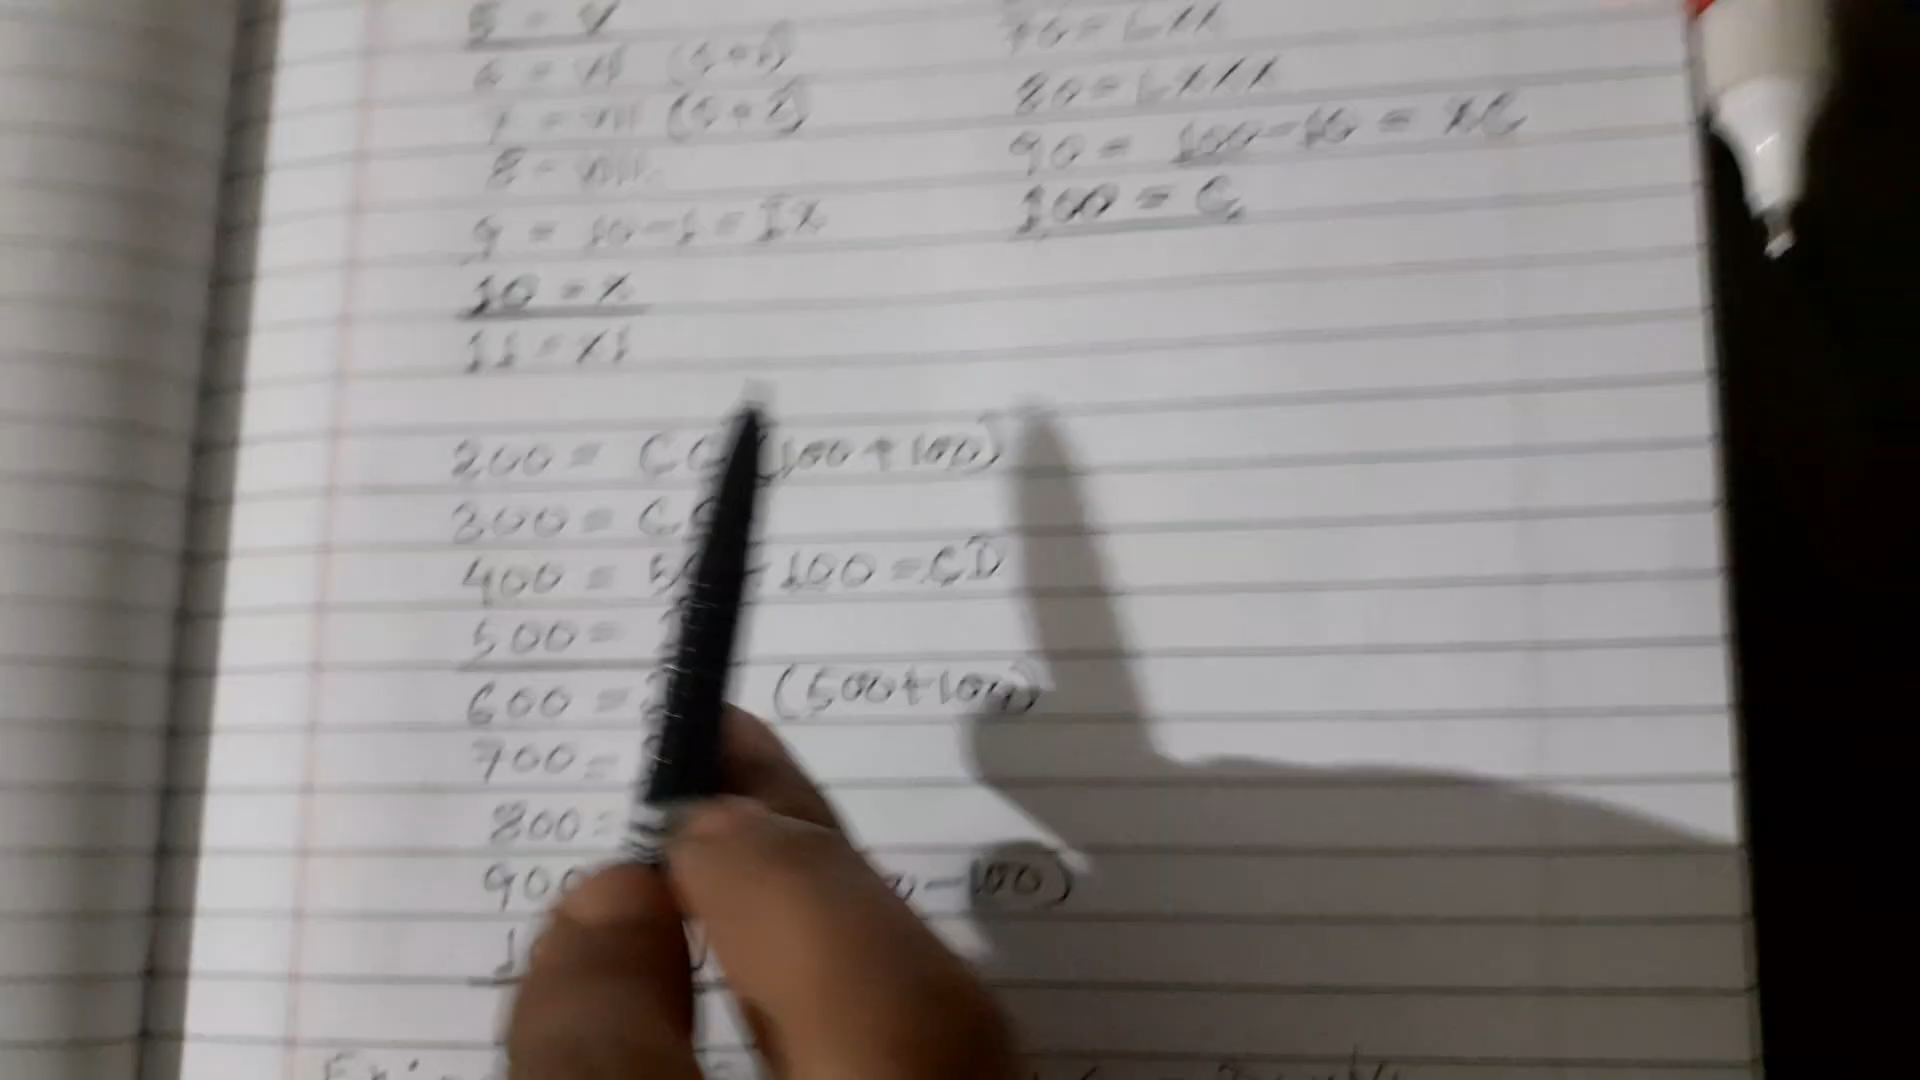 5 = V
6 = VI (5+1)
7 = VII (5+2)
8 = VIII
9 = 10-1 = IX
10 = X
11 = XI
70 = LXX
80 = LXXX
90 = 100-10 = XC
100 = C
200 = CC (100+100)
300 = CC
400 = 50 - 100 = CD
500 =
600 = (500+100)
700 =
800 =
900 - 100)